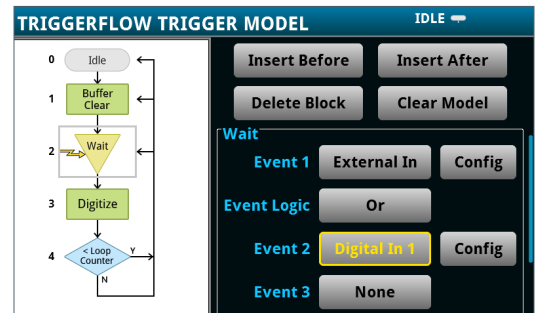 TRIGGERFLOW TRIGGER MODEL
IDLE
0
Idle
1
Buffer
Clear
2
Wait
3
Digitize
4
< Loop
Counter
Y
N
Insert Before
Insert After
Delete Block
Clear Model
Wait
Event 1
External In
Config
Event Logic
Or
Event 2
Digital In 1
Config
Event 3
None